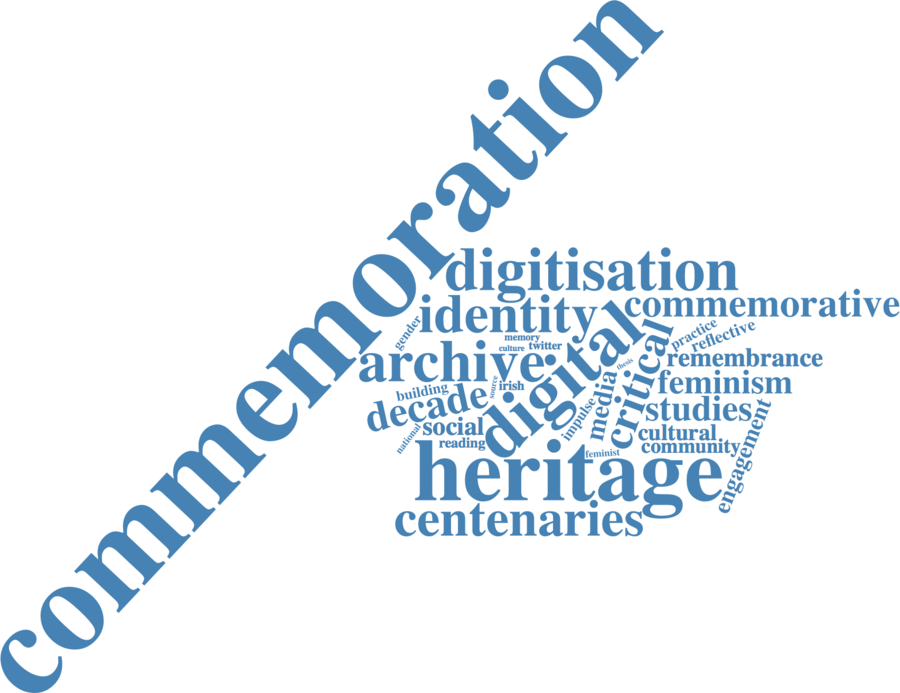 commemoration
digitisation
identity
commemorative
gender
memory
culture
twitter
practice
reflective
archive
digital
critical
thesis
remembrance
building
source
irish
decade
impulse
media
feminism
studies
national
social
reading
cultural
community
engagement
heritage
feminist
centenaries